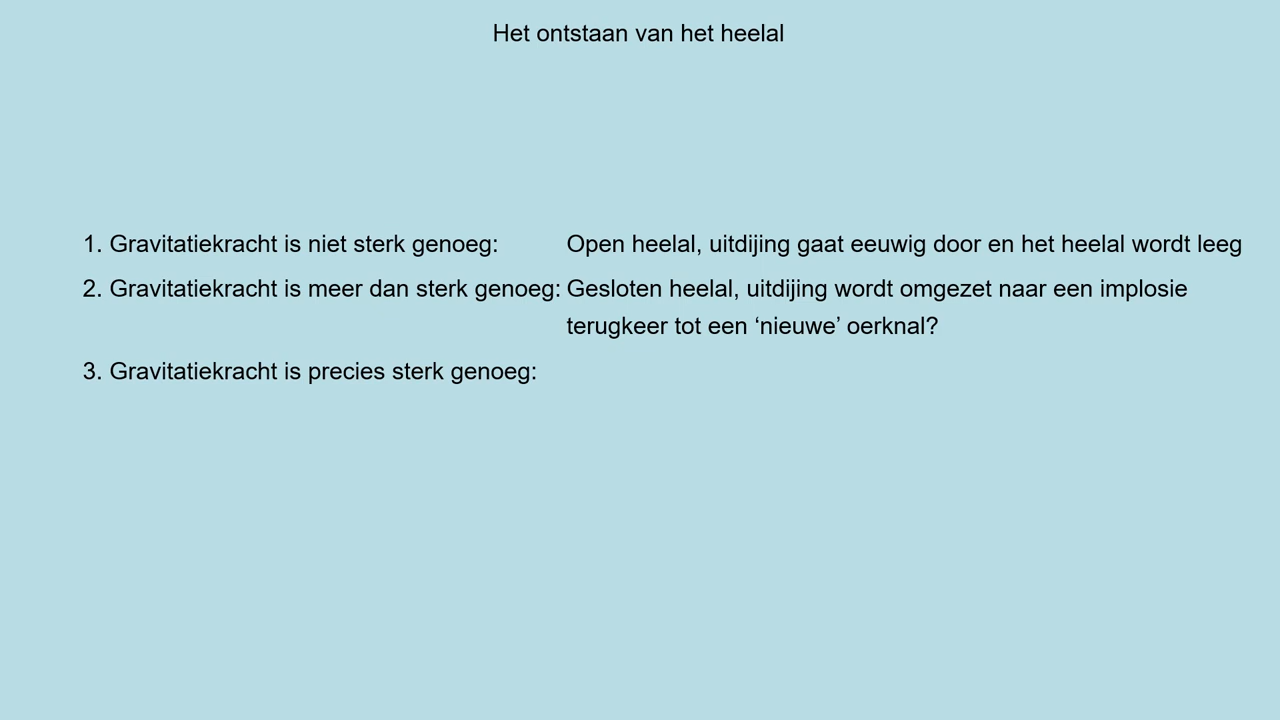 Het ontstaan van het heelal
1. Gravitatiekracht is niet sterk genoeg: Open heelal, uitdijing gaat eeuwig door en het heelal wordt leeg
2. Gravitatiekracht is meer dan sterk genoeg: Gesloten heelal, uitdijing wordt omgezet naar een implosie
terugkeer tot een ‘nieuwe’ oerknal?
3. Gravitatiekracht is precies sterk genoeg: